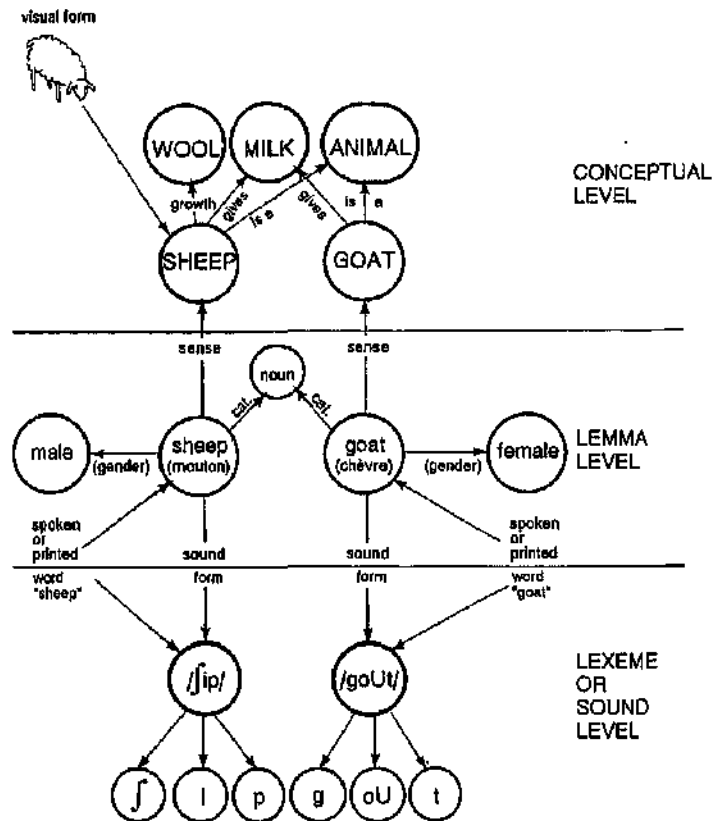 visual form
WOOL
MILK
ANIMAL
growth
gives
is a
gives
is a
SHEEP
GOAT
CONCEPTUAL
LEVEL
sense
sense
noun
cat.
cat.
male
(gender)
sheep
(mouton)
goat
(chèvre)
(gender)
female
LEMMA
LEVEL
spoken
or
printed
sound
sound
spoken
or
printed
word
"sheep"
form
form
word
"goat"
/ʃip/
/goUt/
LEXEME
OR
SOUND
LEVEL
ʃ
I
p
g
oU
t